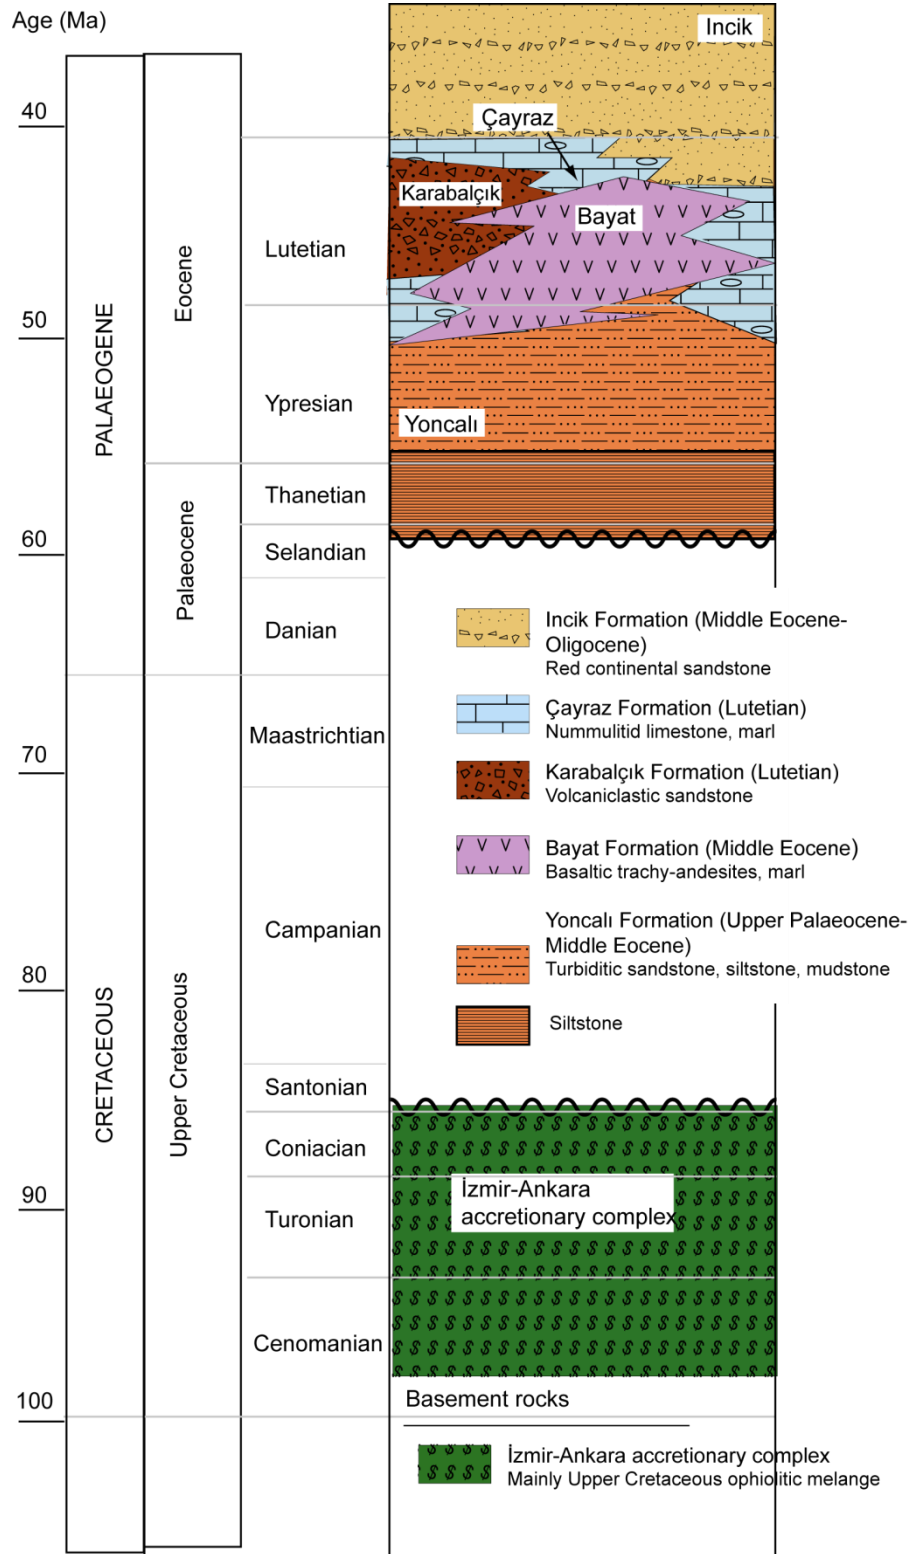 Age (Ma)
Incik
40
Çayraz
Karabalçık
Bayat
Lutetian
Eocene
50
PALAEOGENE
Ypresian
Yoncalı
Thanetian
60
Selandian
Palaeocene
Danian
Incik Formation (Middle Eocene-
Oligocene)
Red continental sandstone
Maastrichtian
70
Çayraz Formation (Lutetian)
Nummulitid limestone, marl
Karabalçık Formation (Lutetian)
Volcaniclastic sandstone
Bayat Formation (Middle Eocene)
Basaltic trachy-andesites, marl
Campanian
Yoncalı Formation (Upper Palaeocene-
Middle Eocene)
Turbiditic sandstone, siltstone, mudstone
80
CRETACEOUS
Upper Cretaceous
Siltstone
Santonian
Coniacian
İzmir-Ankara
accretionary complex
90
Turonian
Cenomanian
Basement rocks
100
İzmir-Ankara accretionary complex
Mainly Upper Cretaceous ophiolitic melange